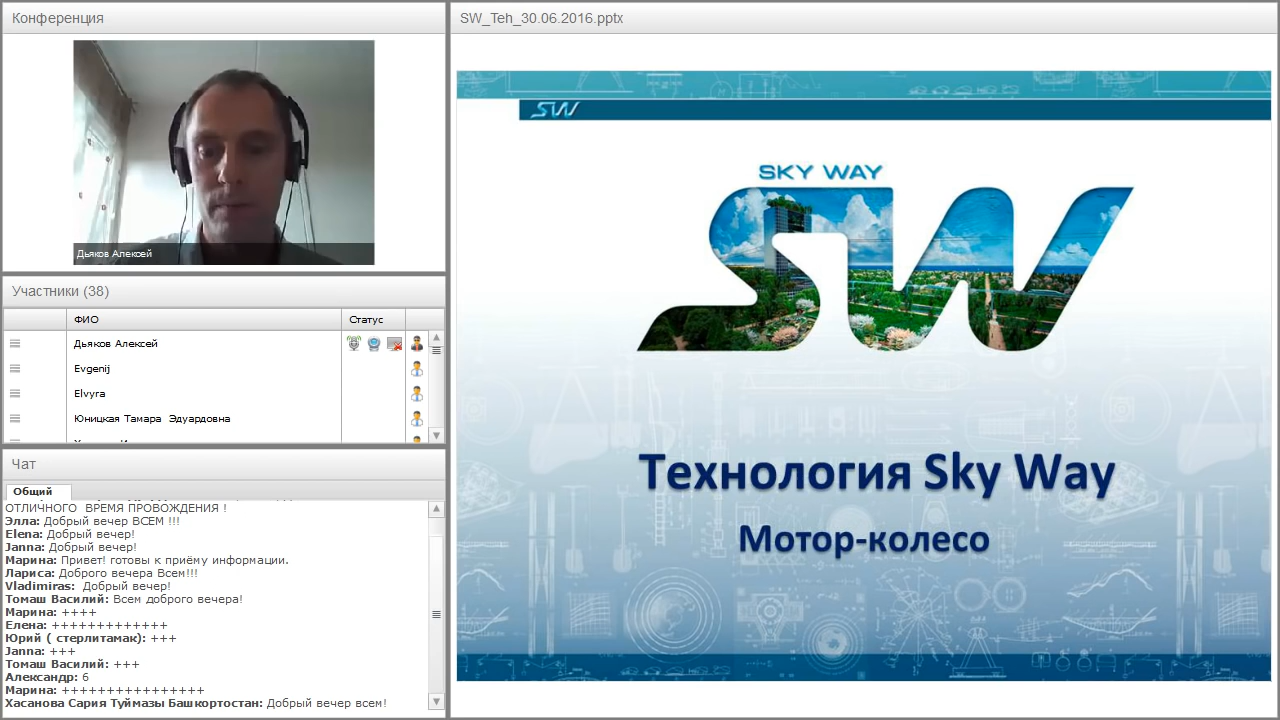 Конференция
Дьяков Алексей
Участники (38)
ФИО
Статус
Дьяков Алексей
Evgenij
Elvyra
Юницкая Тамара Эдуардовна
Чат
Общий
ОТЛИЧНОГО ВРЕМЯ ПРОВОЖДЕНИЯ !
Элла: Добрый вечер ВСЕМ !!!
Elena: Добрый вечер!
Janna: Добрый вечер!
Марина: Привет! готовы к приёму информации.
Лариса: Доброго вечера Всем!!!
Vladimiras: Добрый вечер!
Томаш Василий: Всем доброго вечера!
Марина: ++++
Елена: +++++++++++++
Юрий ( стерлитамак): +++
Janna: +++
Томаш Василий: +++
Александр: 6
Марина: ++++++++++++++++
Хасанова Сария Туймазы Башкортостан: Добрый вечер всем!
SW_Teh_30.06.2016.pptx
SW
SKY WAY
SW
Технология Sky Way
Мотор-колесо